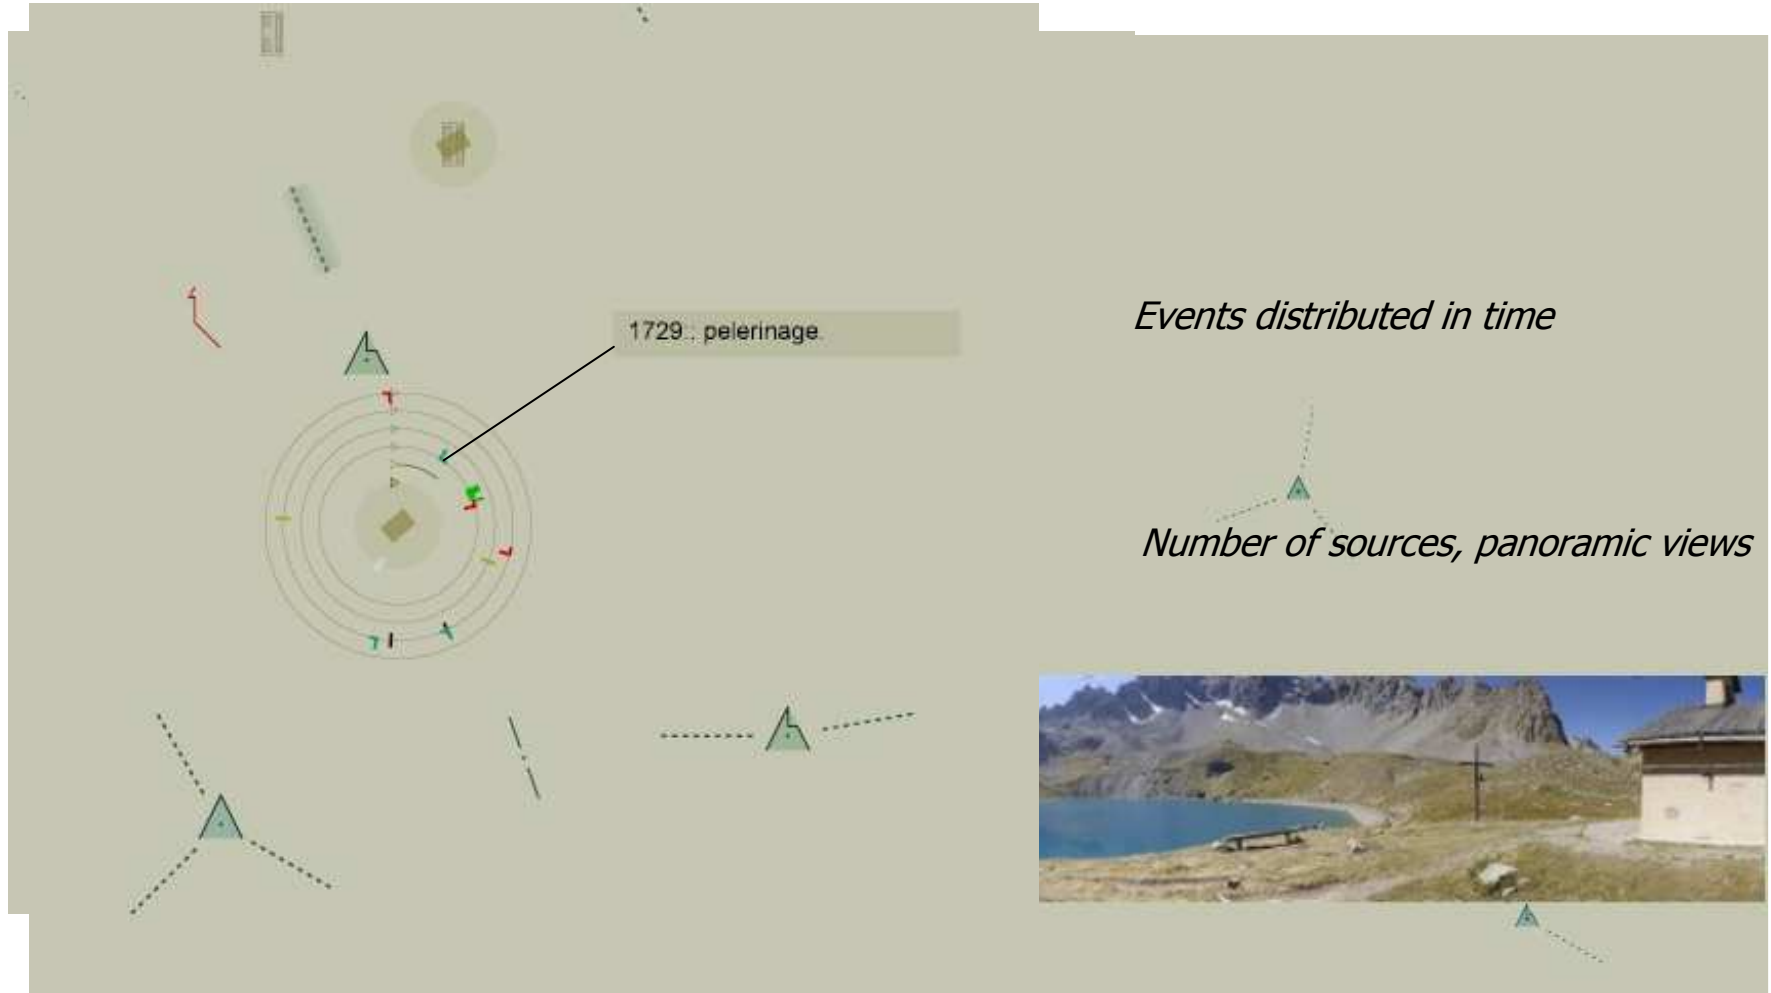 1729:, pelerinage.
Events distributed in time
Number of sources, panoramic views